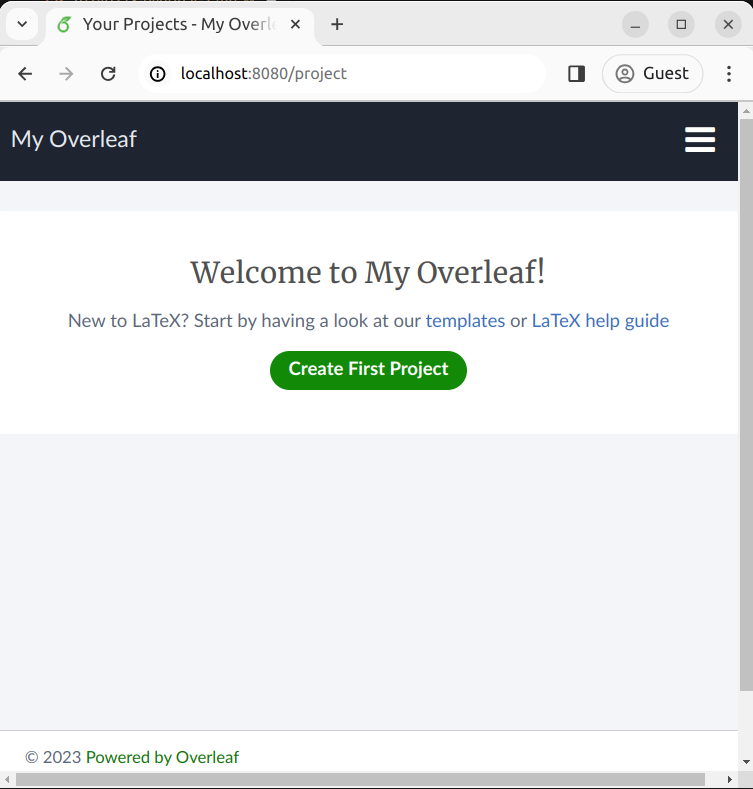 Your Projects - My Overle
localhost:8080/project
Guest
My Overleaf
Welcome to My Overleaf!
New to LaTeX? Start by having a look at our templates or LaTeX help guide
Create First Project
© 2023 Powered by Overleaf